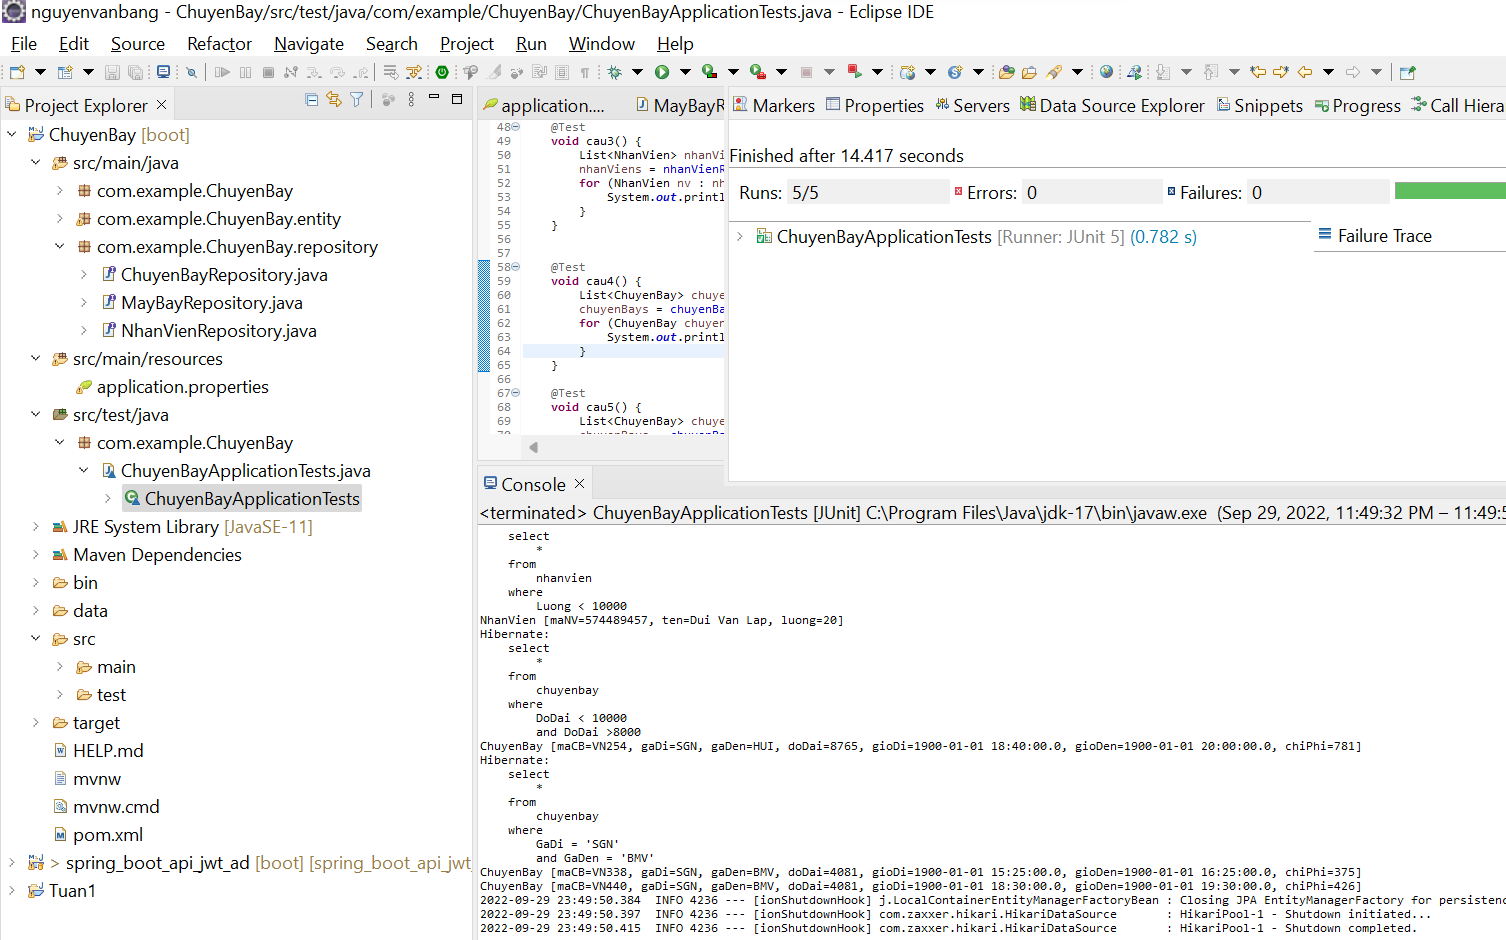 nguyenvanbang - ChuyenBay/src/test/java/com/example/ChuyenBay/ChuyenBayApplicationTests.java - Eclipse IDE
File Edit Source Refactor Navigate Search Project Run Window Help
Project Explorer
ChuyenBay [boot]
src/main/java
com.example.ChuyenBay
com.example.ChuyenBay.entity
com.example.ChuyenBay.repository
ChuyenBayRepository.java
MayBayRepository.java
NhanVienRepository.java
src/main/resources
application.properties
src/test/java
com.example.ChuyenBay
ChuyenBayApplicationTests.java
ChuyenBayApplicationTests
JRE System Library [JavaSE-11]
Maven Dependencies
bin
data
src
main
test
target
HELP.md
mvnw
mvnw.cmd
pom.xml
> spring_boot_api_jwt_ad [boot] [spring_boot_api_jwt
Tuan1
application.... MayBayR
48 @Test
49 void cau3() {
50 List<NhanVien> nhanVi
51 nhanViens = nhanVienR
52 for (NhanVien nv : nh
53 System.out.printl
54 }
55 }
56
57
58 @Test
59 void cau4() {
60 List<ChuyenBay> chuye
61 chuyenBays = chuyenBa
62 for (ChuyenBay chuyen
63 System.out.printl
64 }
65 }
66
67 @Test
68 void cau5() {
69 List<ChuyenBay> chuye
Markers Properties Servers Data Source Explorer Snippets Progress Call Hiera
Finished after 14.417 seconds
Runs: 5/5 Errors: 0 Failures: 0
ChuyenBayApplicationTests [Runner: JUnit 5] (0.782 s)
Failure Trace
Console
<terminated> ChuyenBayApplicationTests [JUnit] C:\Program Files\Java\jdk-17\bin\javaw.exe (Sep 29, 2022, 11:49:32 PM – 11:49:5
select
*
from
nhanvien
where
Luong < 10000
NhanVien [maNV=574489457, ten=Dui Van Lap, luong=20]
Hibernate:
select
*
from
chuyenbay
where
DoDai < 10000
and DoDai >8000
ChuyenBay [maCB=VN254, gaDi=SGN, gaDen=HUI, doDai=8765, gioDi=1900-01-01 18:40:00.0, gioDen=1900-01-01 20:00:00.0, chiPhi=781]
Hibernate:
select
*
from
chuyenbay
where
GaDi = 'SGN'
and GaDen = 'BMV'
ChuyenBay [maCB=VN338, gaDi=SGN, gaDen=BMV, doDai=4081, gioDi=1900-01-01 15:25:00.0, gioDen=1900-01-01 16:25:00.0, chiPhi=375]
ChuyenBay [maCB=VN440, gaDi=SGN, gaDen=BMV, doDai=4081, gioDi=1900-01-01 18:30:00.0, gioDen=1900-01-01 19:30:00.0, chiPhi=426]
2022-09-29 23:49:50.384 INFO 4236 --- [ionShutdownHook] j.LocalContainerEntityManagerFactoryBean : Closing JPA EntityManagerFactory for persistenc
2022-09-29 23:49:50.397 INFO 4236 --- [ionShutdownHook] com.zaxxer.hikari.HikariDataSource : HikariPool-1 - Shutdown initiated...
2022-09-29 23:49:50.415 INFO 4236 --- [ionShutdownHook] com.zaxxer.hikari.HikariDataSource : HikariPool-1 - Shutdown completed.